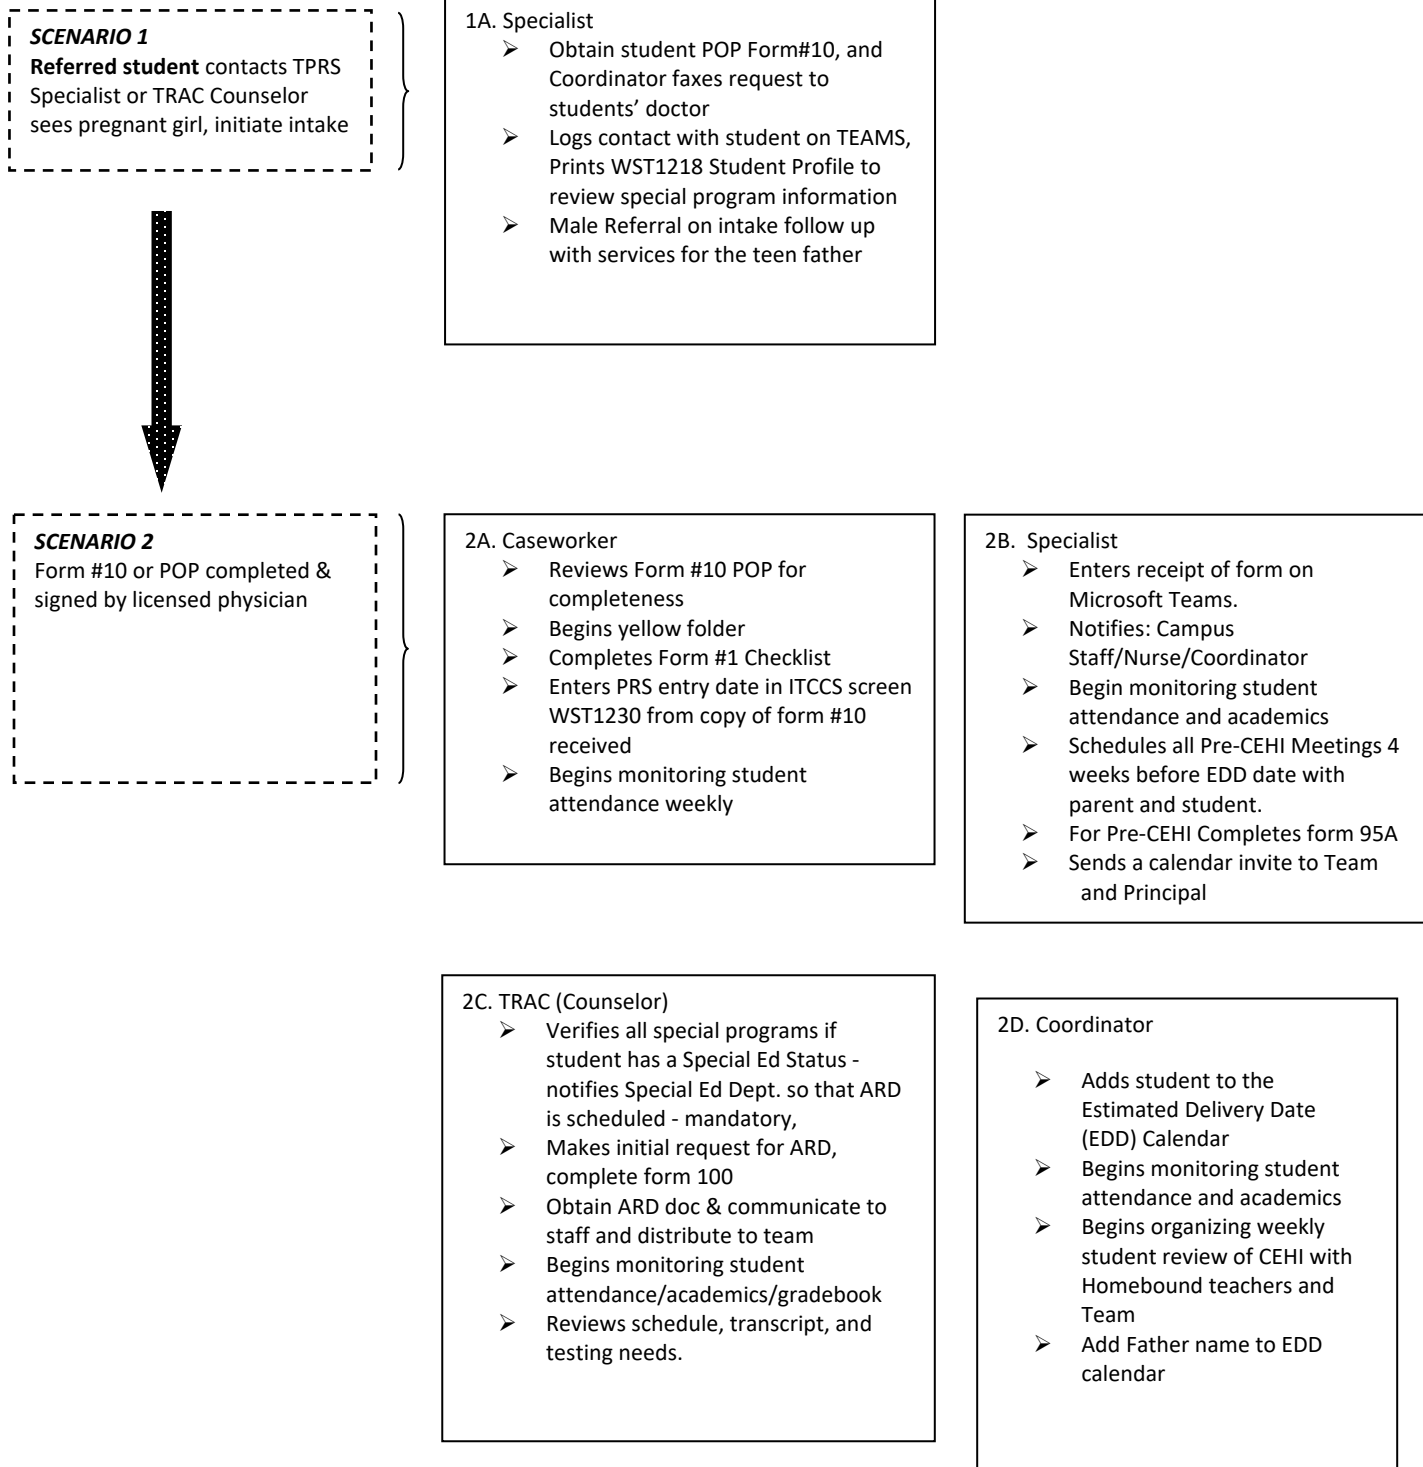 SCENARIO 1
Referred student contacts TPRS
Specialist or TRAC Counselor
sees pregnant girl, initiate intake
1A. Specialist
➢ Obtain student POP Form#10, and
Coordinator faxes request to
students’ doctor
➢ Logs contact with student on TEAMS,
Prints WST1218 Student Profile to
review special program information
➢ Male Referral on intake follow up
with services for the teen father
SCENARIO 2
Form #10 or POP completed &
signed by licensed physician
2A. Caseworker
➢ Reviews Form #10 POP for
completeness
➢ Begins yellow folder
➢ Completes Form #1 Checklist
➢ Enters PRS entry date in ITCCS screen
WST1230 from copy of form #10
received
➢ Begins monitoring student
attendance weekly
2B. Specialist
➢ Enters receipt of form on
Microsoft Teams.
➢ Notifies: Campus
Staff/Nurse/Coordinator
➢ Begin monitoring student
attendance and academics
➢ Schedules all Pre-CEHI Meetings 4
weeks before EDD date with
parent and student.
➢ For Pre-CEHI Completes form 95A
➢ Sends a calendar invite to Team
and Principal
2C. TRAC (Counselor)
➢ Verifies all special programs if
student has a Special Ed Status -
notifies Special Ed Dept. so that ARD
is scheduled - mandatory,
➢ Makes initial request for ARD,
complete form 100
➢ Obtain ARD doc & communicate to
staff and distribute to team
➢ Begins monitoring student
attendance/academics/gradebook
➢ Reviews schedule, transcript, and
testing needs.
2D. Coordinator
➢ Adds student to the
Estimated Delivery Date
(EDD) Calendar
➢ Begins monitoring student
attendance and academics
➢ Begins organizing weekly
student review of CEHI with
Homebound teachers and
Team
➢ Add Father name to EDD
calendar